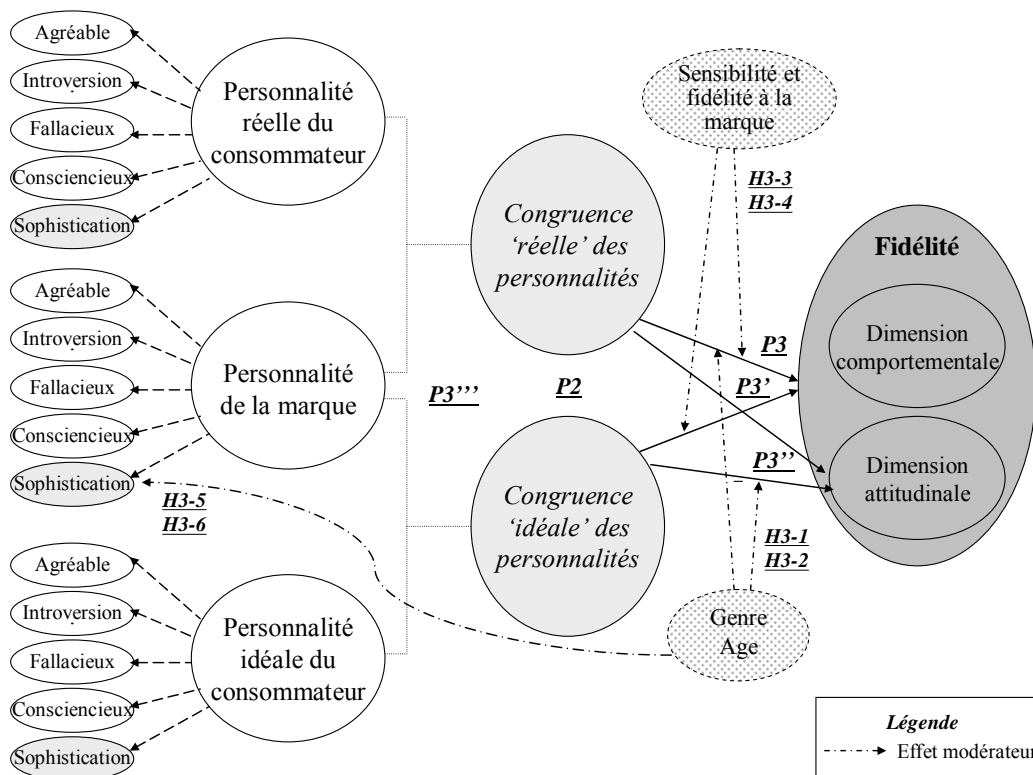 Agréable
Introversion
Fallacieux
Consciencieux
Sophistication
Personnalité
réelle du
consommateur
Agréable
Introversion
Fallacieux
Consciencieux
Sophistication
Personnalité
de la marque
Agréable
Introversion
Fallacieux
Consciencieux
Sophistication
Personnalité
idéale du
consommateur
H3-5
H3-6
P3'''
P2
Congruence
‘réelle’ des
personnalités
Congruence
‘idéale’ des
personnalités
Sensibilité et
fidélité à la
marque
H3-3
H3-4
P3
P3'
P3''
H3-1
H3-2
Genre
Age
Fidélité
Dimension
comportementale
Dimension
attitudinale
Légende
Effet modérateur